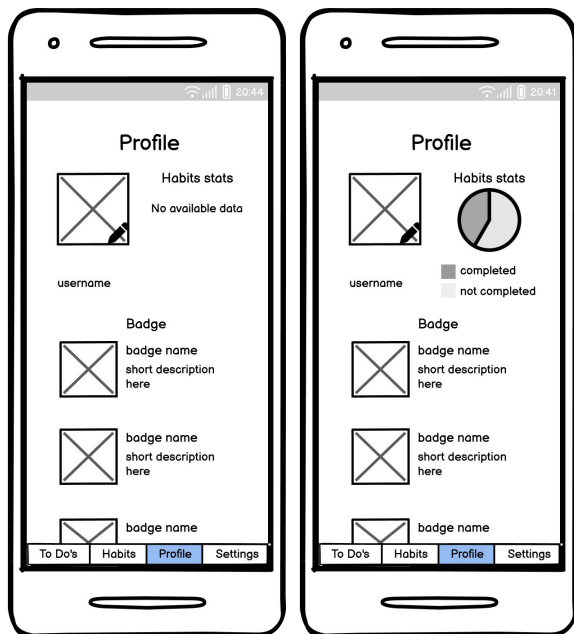 20:44
Profile
Habits stats
No available data
username
Badge
badge name
short description
here
badge name
short description
here
badge name
To Do's Habits Profile Settings
20:41
Profile
Habits stats
completed
not completed
username
Badge
badge name
short description
here
badge name
short description
here
badge name
To Do's Habits Profile Settings